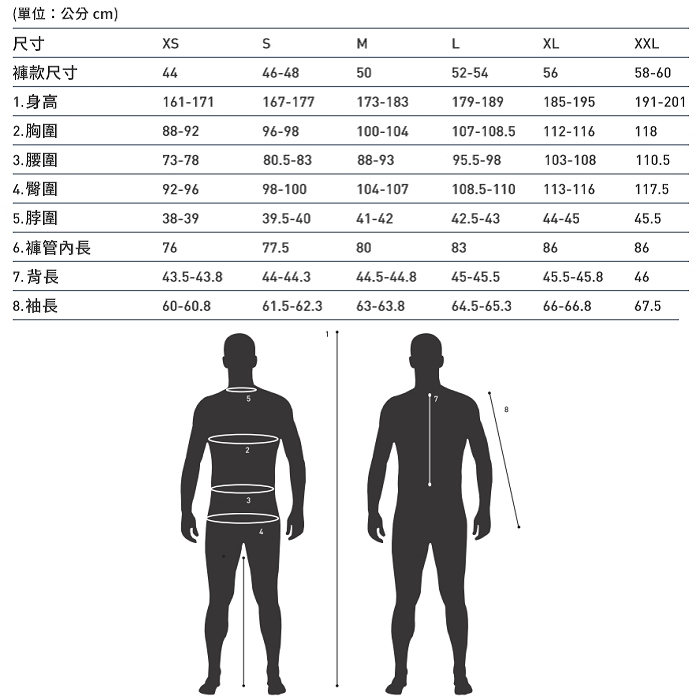 (單位：公分 cm)
尺寸 XS S M L XL XXL
褲款尺寸 44 46-48 50 52-54 56 58-60
1.身高 161-171 167-177 173-183 179-189 185-195 191-201
2.胸圍 88-92 96-98 100-104 107-108.5 112-116 118
3.腰圍 73-78 80.5-83 88-93 95.5-98 103-108 110.5
4.臀圍 92-96 98-100 104-107 108.5-110 113-116 117.5
5.脖圍 38-39 39.5-40 41-42 42.5-43 44-45 45.5
6.褲管內長 76 77.5 80 83 86 86
7.背長 43.5-43.8 44-44.3 44.5-44.8 45-45.5 45.5-45.8 46
8.袖長 60-60.8 61.5-62.3 63-63.8 64.5-65.3 66-66.8 67.5
1
5
7
8
2
3
4